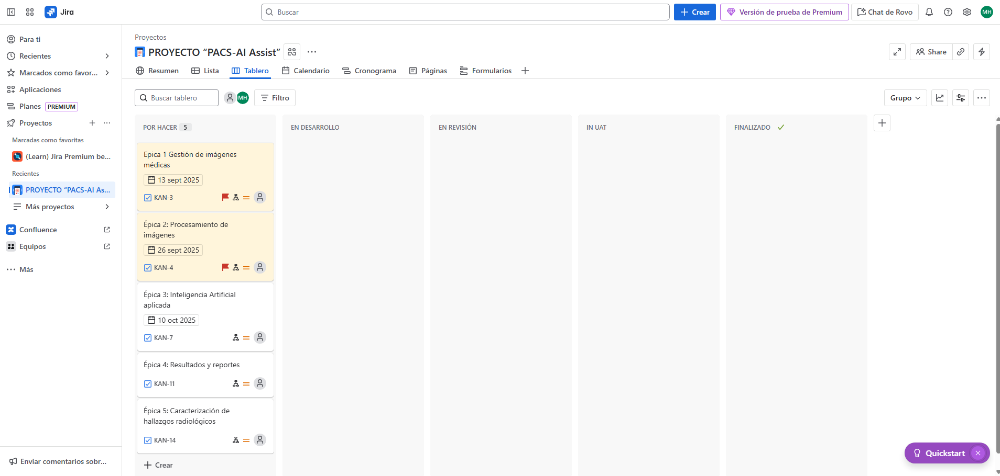 Jira
Buscar
Crear
Versión de prueba de Premium
Chat de Rovo
MH
Para ti
Recientes
Marcados como favor...
Aplicaciones
Planes PREMIUM
Proyectos
Marcadas como favoritas
(Learn) Jira Premium be...
Recientes
PROYECTO “PACS-AI As...
Más proyectos
Confluence
Equipos
Más
Enviar comentarios sobr...
Proyectos
PROYECTO “PACS-AI Assist”
Share
Resumen
Lista
Tablero
Calendario
Cronograma
Páginas
Formularios
Buscar tablero
MH
Filtro
Grupo
POR HACER 5
Epica 1 Gestión de imágenes
médicas
13 sept 2025
KAN-3
Épica 2: Procesamiento de
imágenes
26 sept 2025
KAN-4
Épica 3: Inteligencia Artificial
aplicada
10 oct 2025
KAN-7
Épica 4: Resultados y reportes
KAN-11
Épica 5: Caracterización de
hallazgos radiológicos
KAN-14
Crear
EN DESARROLLO
EN REVISIÓN
IN UAT
FINALIZADO
Quickstart